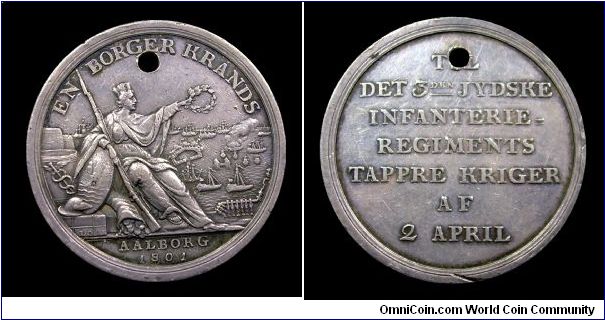 EN BORGER KRANDS
AALBORG
1801
TIL
DET 3DIE JYDSKE
INFANTERIE-
REGIMENTS
TAPPRE KRIGER
AF
2 APRIL
OmniCoin.com World Coin Community